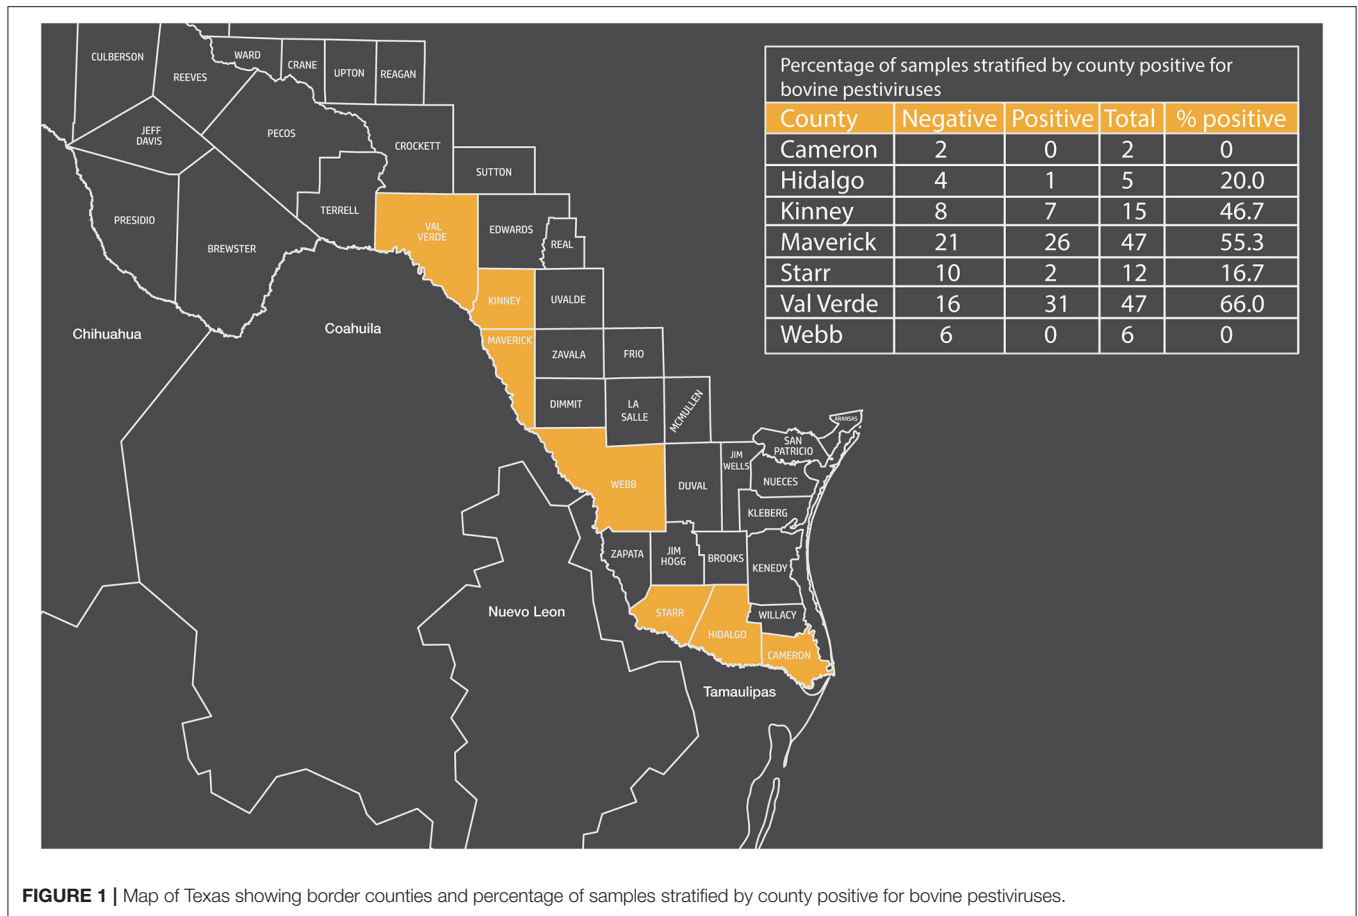 CULBERSON
REEVES
WARD
CRANE
UPTON
REAGAN
JEFF
DAVIS
PECOS
CROCKETT
SUTTON
PRESIDIO
BREWSTER
TERRELL
VAL
VERDE
EDWARDS
REAL
KINNEY
UVALDE
Chihuahua
Coahuila
MAVERICK
ZAVALA
FRIO
DIMMIT
LA
SALLE
MCMULLEN
ARANSAS
SAN
PATRICIO
JIM
WELLS
WEBB
DUVAL
NUECES
KLEBERG
ZAPATA
JIM
HOGG
BROOKS
KENEDY
Nuevo Leon
STARR
HIDALGO
WILLACY
CAMERON
Tamaulipas
Percentage of samples stratified by county positive for
bovine pestiviruses
County Negative Positive Total % positive
Cameron 2 0 2 0
Hidalgo 4 1 5 20.0
Kinney 8 7 15 46.7
Maverick 21 26 47 55.3
Starr 10 2 12 16.7
Val Verde 16 31 47 66.0
Webb 6 0 6 0
FIGURE 1 | Map of Texas showing border counties and percentage of samples stratified by county positive for bovine pestiviruses.